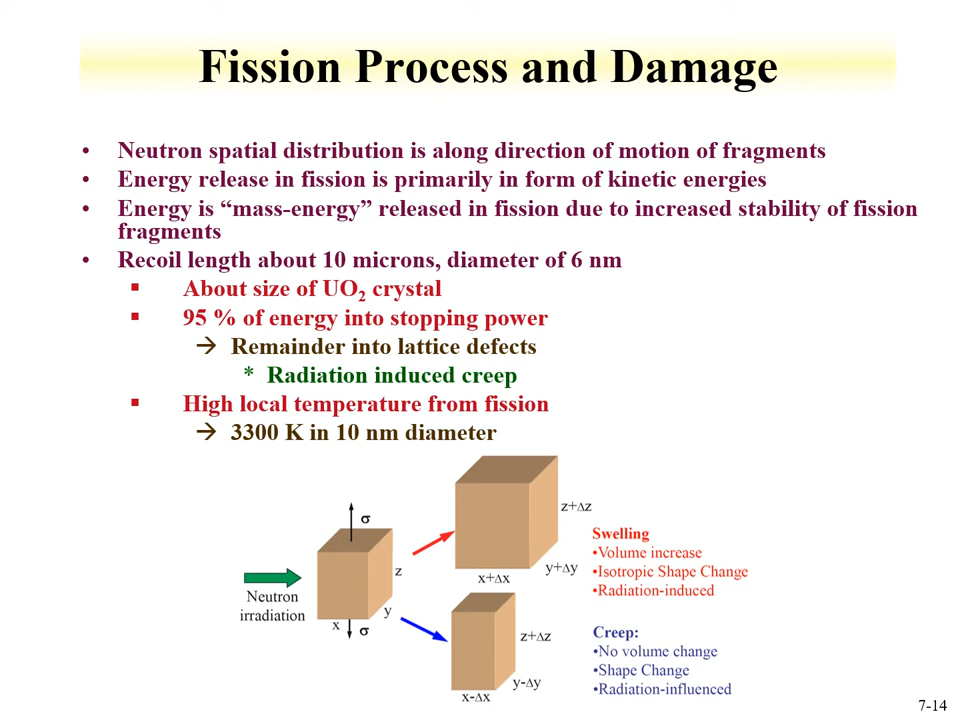 Fission Process and Damage
• Neutron spatial distribution is along direction of motion of fragments
• Energy release in fission is primarily in form of kinetic energies
• Energy is “mass-energy” released in fission due to increased stability of fission
fragments
• Recoil length about 10 microns, diameter of 6 nm
▪ About size of UO₂ crystal
▪ 95 % of energy into stopping power
→ Remainder into lattice defects
* Radiation induced creep
▪ High local temperature from fission
→ 3300 K in 10 nm diameter
σ
z
y
x
σ
Neutron
irradiation
z+Δz
y+Δy
x+Δx
Swelling
•Volume increase
•Isotropic Shape Change
•Radiation-induced
z+Δz
y-Δy
x-Δx
Creep:
•No volume change
•Shape Change
•Radiation-influenced
7-14